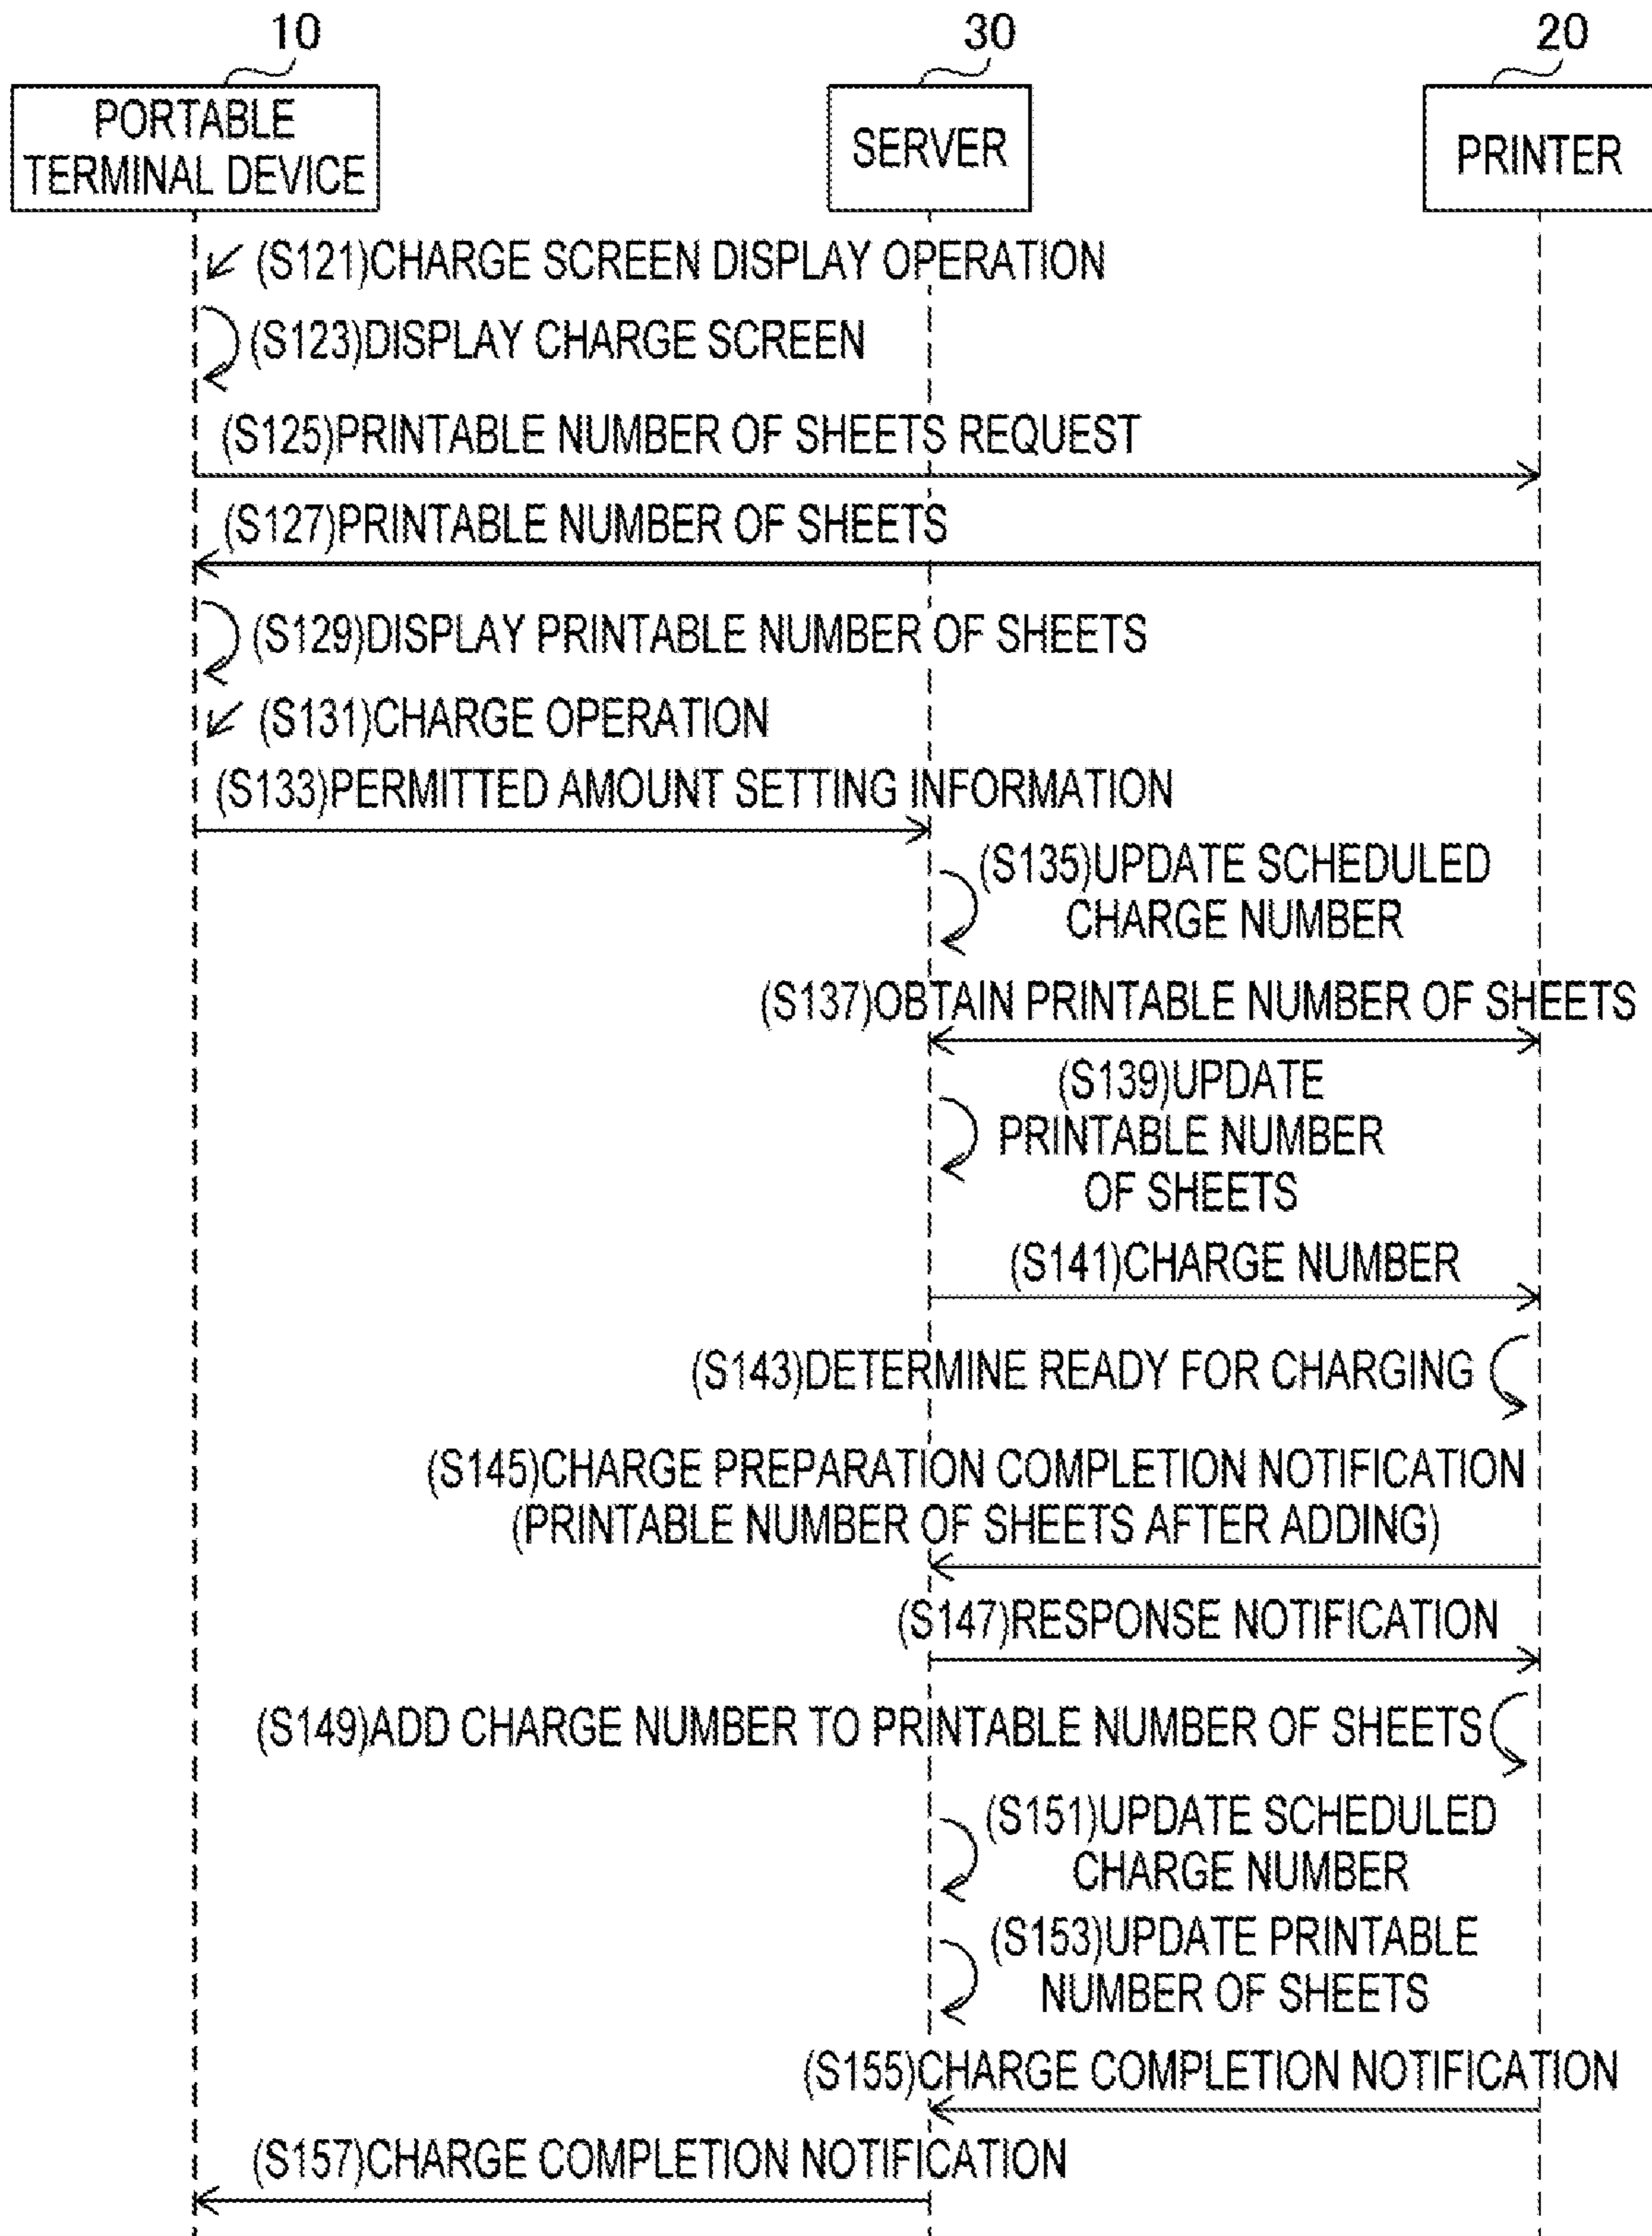 10
30
20
PORTABLE
TERMINAL DEVICE
SERVER
PRINTER
(S121)CHARGE SCREEN DISPLAY OPERATION
(S123)DISPLAY CHARGE SCREEN
(S125)PRINTABLE NUMBER OF SHEETS REQUEST
(S127)PRINTABLE NUMBER OF SHEETS
(S129)DISPLAY PRINTABLE NUMBER OF SHEETS
(S131)CHARGE OPERATION
(S133)PERMITTED AMOUNT SETTING INFORMATION
(S135)UPDATE SCHEDULED
CHARGE NUMBER
(S137)OBTAIN PRINTABLE NUMBER OF SHEETS
(S139)UPDATE
PRINTABLE NUMBER
OF SHEETS
(S141)CHARGE NUMBER
(S143)DETERMINE READY FOR CHARGING
(S145)CHARGE PREPARATION COMPLETION NOTIFICATION
(PRINTABLE NUMBER OF SHEETS AFTER ADDING)
(S147)RESPONSE NOTIFICATION
(S149)ADD CHARGE NUMBER TO PRINTABLE NUMBER OF SHEETS
(S151)UPDATE SCHEDULED
CHARGE NUMBER
(S153)UPDATE PRINTABLE
NUMBER OF SHEETS
(S155)CHARGE COMPLETION NOTIFICATION
(S157)CHARGE COMPLETION NOTIFICATION